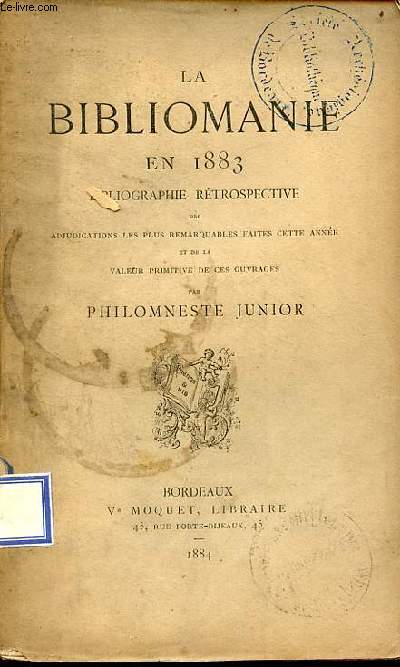 Le-livre.com
LA
BIBLIOMANIE
EN 1883
BIBLIOGRAPHIE RÉTROSPECTIVE
DES
ADJUDICATIONS LES PLUS REMARQUABLES FAITES CETTE ANNÉE
ET DE LA
VALEUR PRIMITIVE DE CES OUVRAGES
PAR
PHILOMNESTE JUNIOR
BORDEAUX
Vᵉ MOQUET, LIBRAIRE
45, RUE PORTE-DIJEAUX, 45
1884